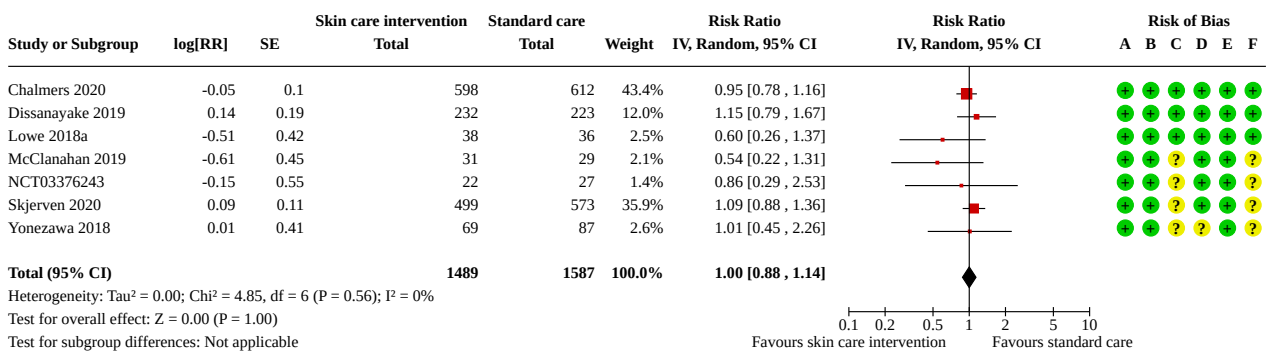 Skin care intervention Standard care Risk Ratio Risk Ratio Risk of Bias
Study or Subgroup log[RR] SE Total Total Weight IV, Random, 95% CI IV, Random, 95% CI A B C D E F
Chalmers 2020 -0.05 0.1 598 612 43.4% 0.95 [0.78 , 1.16] + + + + + +
Dissanayake 2019 0.14 0.19 232 223 12.0% 1.15 [0.79 , 1.67] + + + + + +
Lowe 2018a -0.51 0.42 38 36 2.5% 0.60 [0.26 , 1.37] + + + + + +
McClanahan 2019 -0.61 0.45 31 29 2.1% 0.54 [0.22 , 1.31] + + ? + + ?
NCT03376243 -0.15 0.55 22 27 1.4% 0.86 [0.29 , 2.53] + + ? + + ?
Skjerven 2020 0.09 0.11 499 573 35.9% 1.09 [0.88 , 1.36] + + ? + + ?
Yonezawa 2018 0.01 0.41 69 87 2.6% 1.01 [0.45 , 2.26] + + ? ? + ?
Total (95% CI) 1489 1587 100.0% 1.00 [0.88 , 1.14]
Heterogeneity: Tau² = 0.00; Chi² = 4.85, df = 6 (P = 0.56); I² = 0%
Test for overall effect: Z = 0.00 (P = 1.00)
Test for subgroup differences: Not applicable
0.1 0.2 0.5 1 2 5 10
Favours skin care intervention Favours standard care